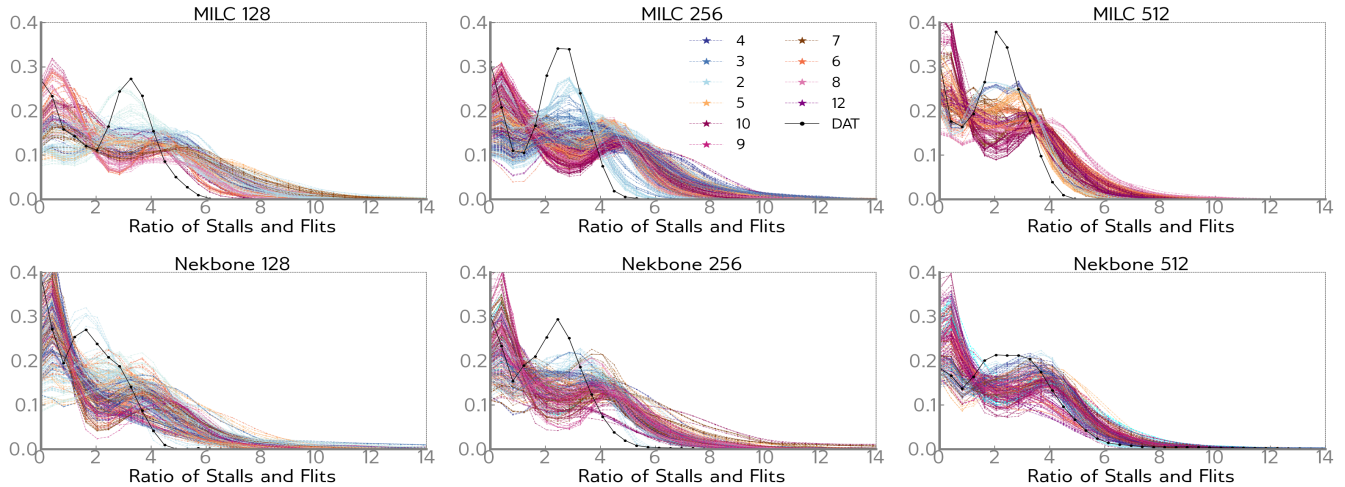 MILC 128
MILC 256
MILC 512
0.4
0.3
0.2
0.1
0.0
0 2 4 6 8 10 12 14
Ratio of Stalls and Flits
0.4
0.3
0.2
0.1
0.0
0 2 4 6 8 10 12 14
Ratio of Stalls and Flits
4 7
3 6
2 8
5 12
10 DAT
9
0.4
0.3
0.2
0.1
0.0
0 2 4 6 8 10 12 14
Ratio of Stalls and Flits
Nekbone 128
Nekbone 256
Nekbone 512
0.4
0.3
0.2
0.1
0.0
0 2 4 6 8 10 12 14
Ratio of Stalls and Flits
0.4
0.3
0.2
0.1
0.0
0 2 4 6 8 10 12 14
Ratio of Stalls and Flits
0.4
0.3
0.2
0.1
0.0
0 2 4 6 8 10 12 14
Ratio of Stalls and Flits